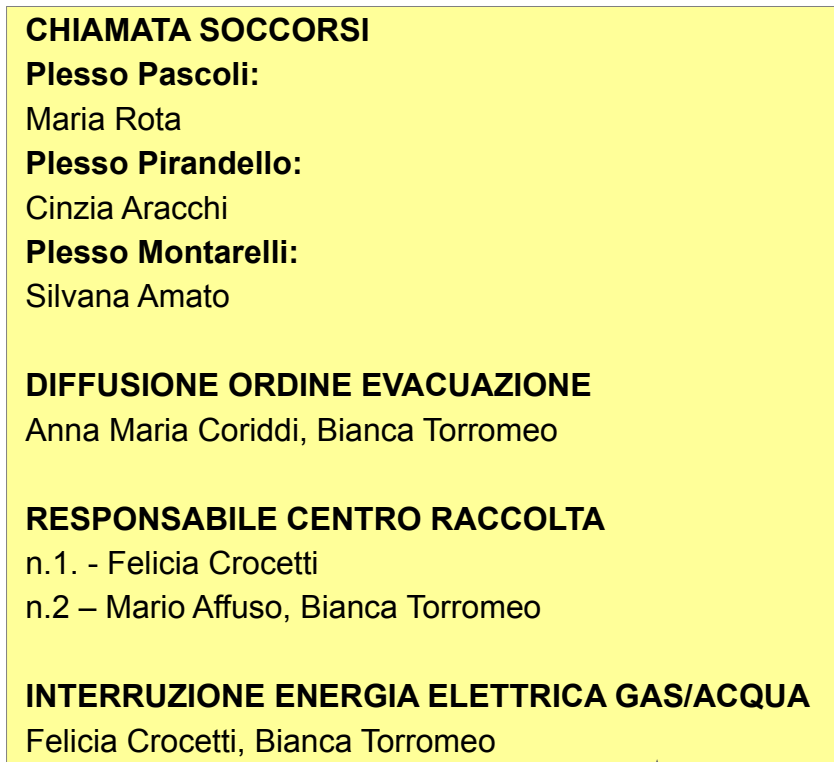 CHIAMATA SOCCORSI
Plesso Pascoli:
Maria Rota
Plesso Pirandello:
Cinzia Aracchi
Plesso Montarelli:
Silvana Amato
DIFFUSIONE ORDINE EVACUAZIONE
Anna Maria Coriddi, Bianca Torromeo
RESPONSABILE CENTRO RACCOLTA
n.1. - Felicia Crocetti
n.2 – Mario Affuso, Bianca Torromeo
INTERRUZIONE ENERGIA ELETTRICA GAS/ACQUA
Felicia Crocetti, Bianca Torromeo